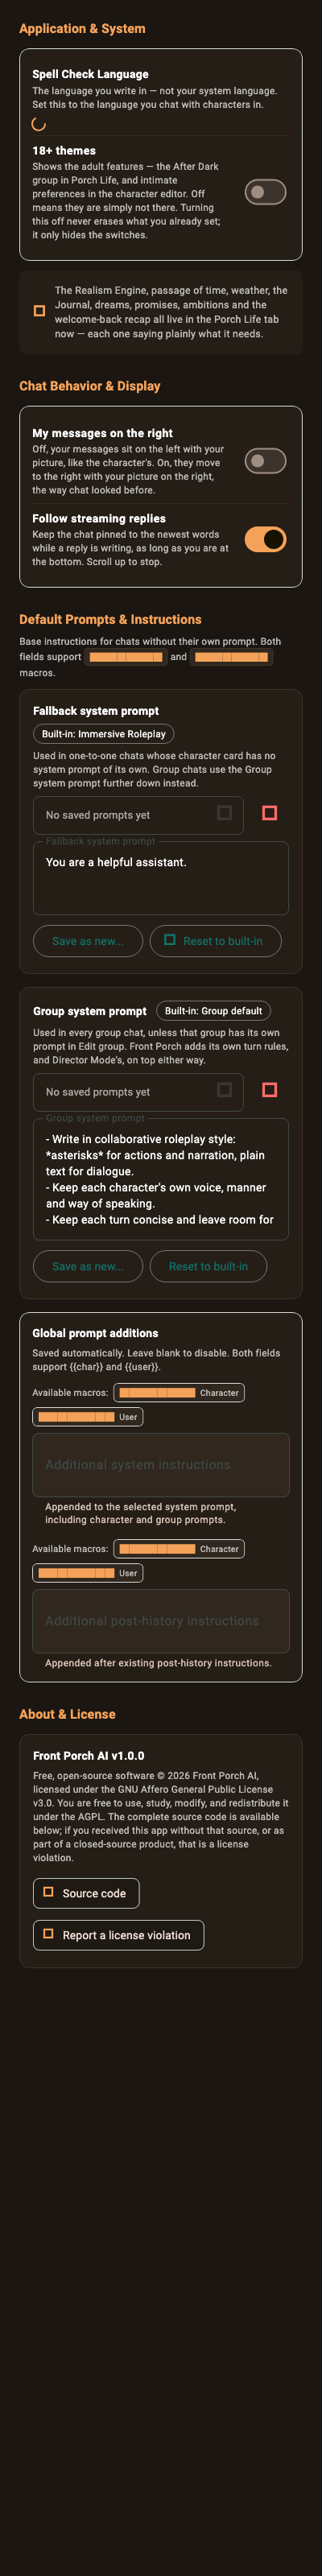 Application & System
Spell Check Language
The language you write in — not your system language.
Set this to the language you chat with characters in.
18+ themes
Shows the adult features — the After Dark
group in Porch Life, and intimate
preferences in the character editor. Off
means they are simply not there. Turning
this off never erases what you already set;
it only hides the switches.
The Realism Engine, passage of time, weather, the
Journal, dreams, promises, ambitions and the
welcome-back recap all live in the Porch Life tab
now — each one saying plainly what it needs.
Chat Behavior & Display
My messages on the right
Off, your messages sit on the left with your
picture, like the character's. On, they move
to the right with your picture on the right,
the way chat looked before.
Follow streaming replies
Keep the chat pinned to the newest words
while a reply is writing, as long as you are at
the bottom. Scroll up to stop.
Default Prompts & Instructions
Base instructions for chats without their own prompt. Both
fields support and
macros.
Fallback system prompt
Built-in: Immersive Roleplay
Used in one-to-one chats whose character card has no
system prompt of its own. Group chats use the Group
system prompt further down instead.
No saved prompts yet
Fallback system prompt
You are a helpful assistant.
Save as new...
Reset to built-in
Group system prompt
Built-in: Group default
Used in every group chat, unless that group has its own
prompt in Edit group. Front Porch adds its own turn rules,
and Director Mode's, on top either way.
No saved prompts yet
Group system prompt
- Write in collaborative roleplay style:
*asterisks* for actions and narration, plain
text for dialogue.
- Keep each character's own voice, manner
and way of speaking.
- Keep each turn concise and leave room for
Save as new...
Reset to built-in
Global prompt additions
Saved automatically. Leave blank to disable. Both fields
support {{char}} and {{user}}.
Available macros: Character
User
Additional system instructions
Appended to the selected system prompt,
including character and group prompts.
Available macros: Character
User
Additional post-history instructions
Appended after existing post-history instructions.
About & License
Front Porch AI v1.0.0
Free, open-source software © 2026 Front Porch AI,
licensed under the GNU Affero General Public License
v3.0. You are free to use, study, modify, and redistribute it
under the AGPL. The complete source code is available
below; if you received this app without that source, or as
part of a closed-source product, that is a license
violation.
Source code
Report a license violation